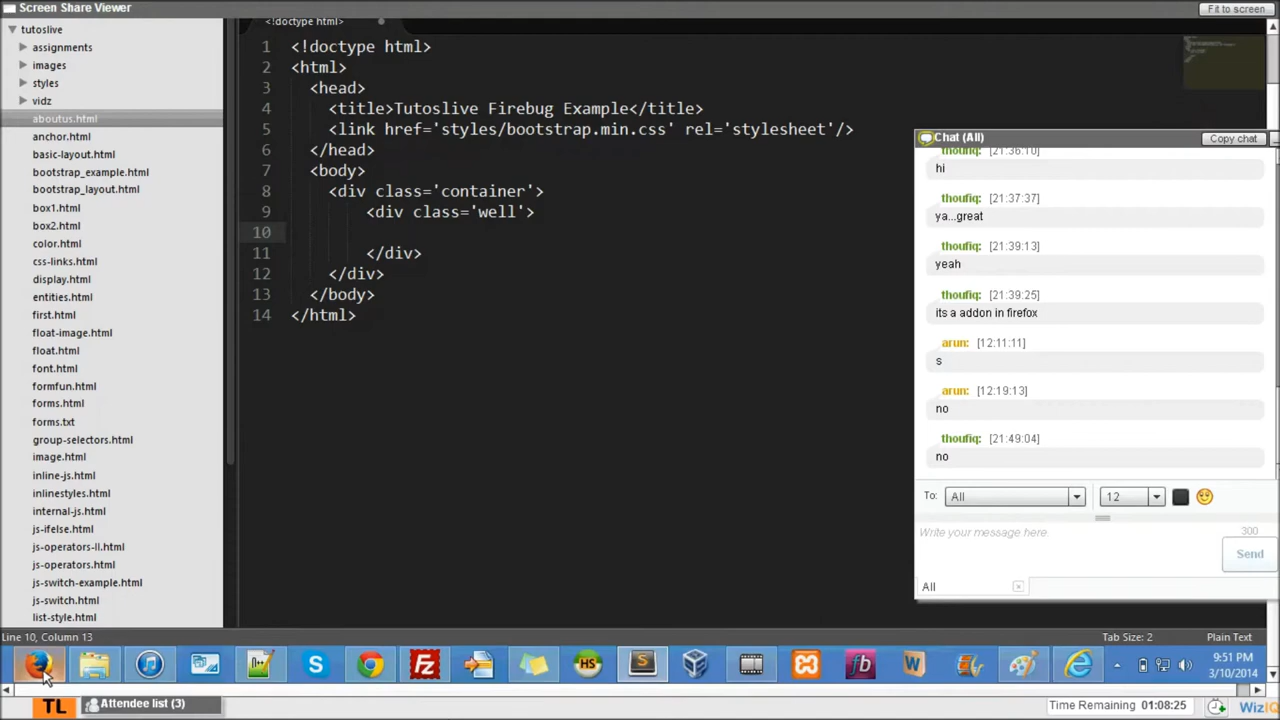 Screen Share Viewer
Fit to screen
tutoslive
assignments
images
styles
vidz
aboutus.html
anchor.html
basic-layout.html
bootstrap_example.html
bootstrap_layout.html
box1.html
box2.html
color.html
css-links.html
display.html
entities.html
first.html
float-image.html
float.html
font.html
formfun.html
forms.html
forms.txt
group-selectors.html
image.html
inline-js.html
inlinestyles.html
internal-js.html
js-ifelse.html
js-operators-II.html
js-operators.html
js-switch-example.html
js-switch.html
list-style.html
<!doctype html>
1 <!doctype html>
2 <html>
3 <head>
4 <title>Tutoslive Firebug Example</title>
5 <link href='styles/bootstrap.min.css' rel='stylesheet'/>
6 </head>
7 <body>
8 <div class='container'>
9 <div class='well'>
10
11 </div>
12 </div>
13 </body>
14 </html>
Chat (All)
Copy chat
thoufiq: [21:36:10]
hi
thoufiq: [21:37:37]
ya...great
thoufiq: [21:39:13]
yeah
thoufiq: [21:39:25]
its a addon in firefox
arun: [12:11:11]
s
arun: [12:19:13]
no
thoufiq: [21:49:04]
no
To: All 12
Write your message here.
300
Send
All
Line 10, Column 13
Tab Size: 2
Plain Text
9:51 PM
3/10/2014
TL
Attendee list (3)
Time Remaining 01:08:25
WizIQ